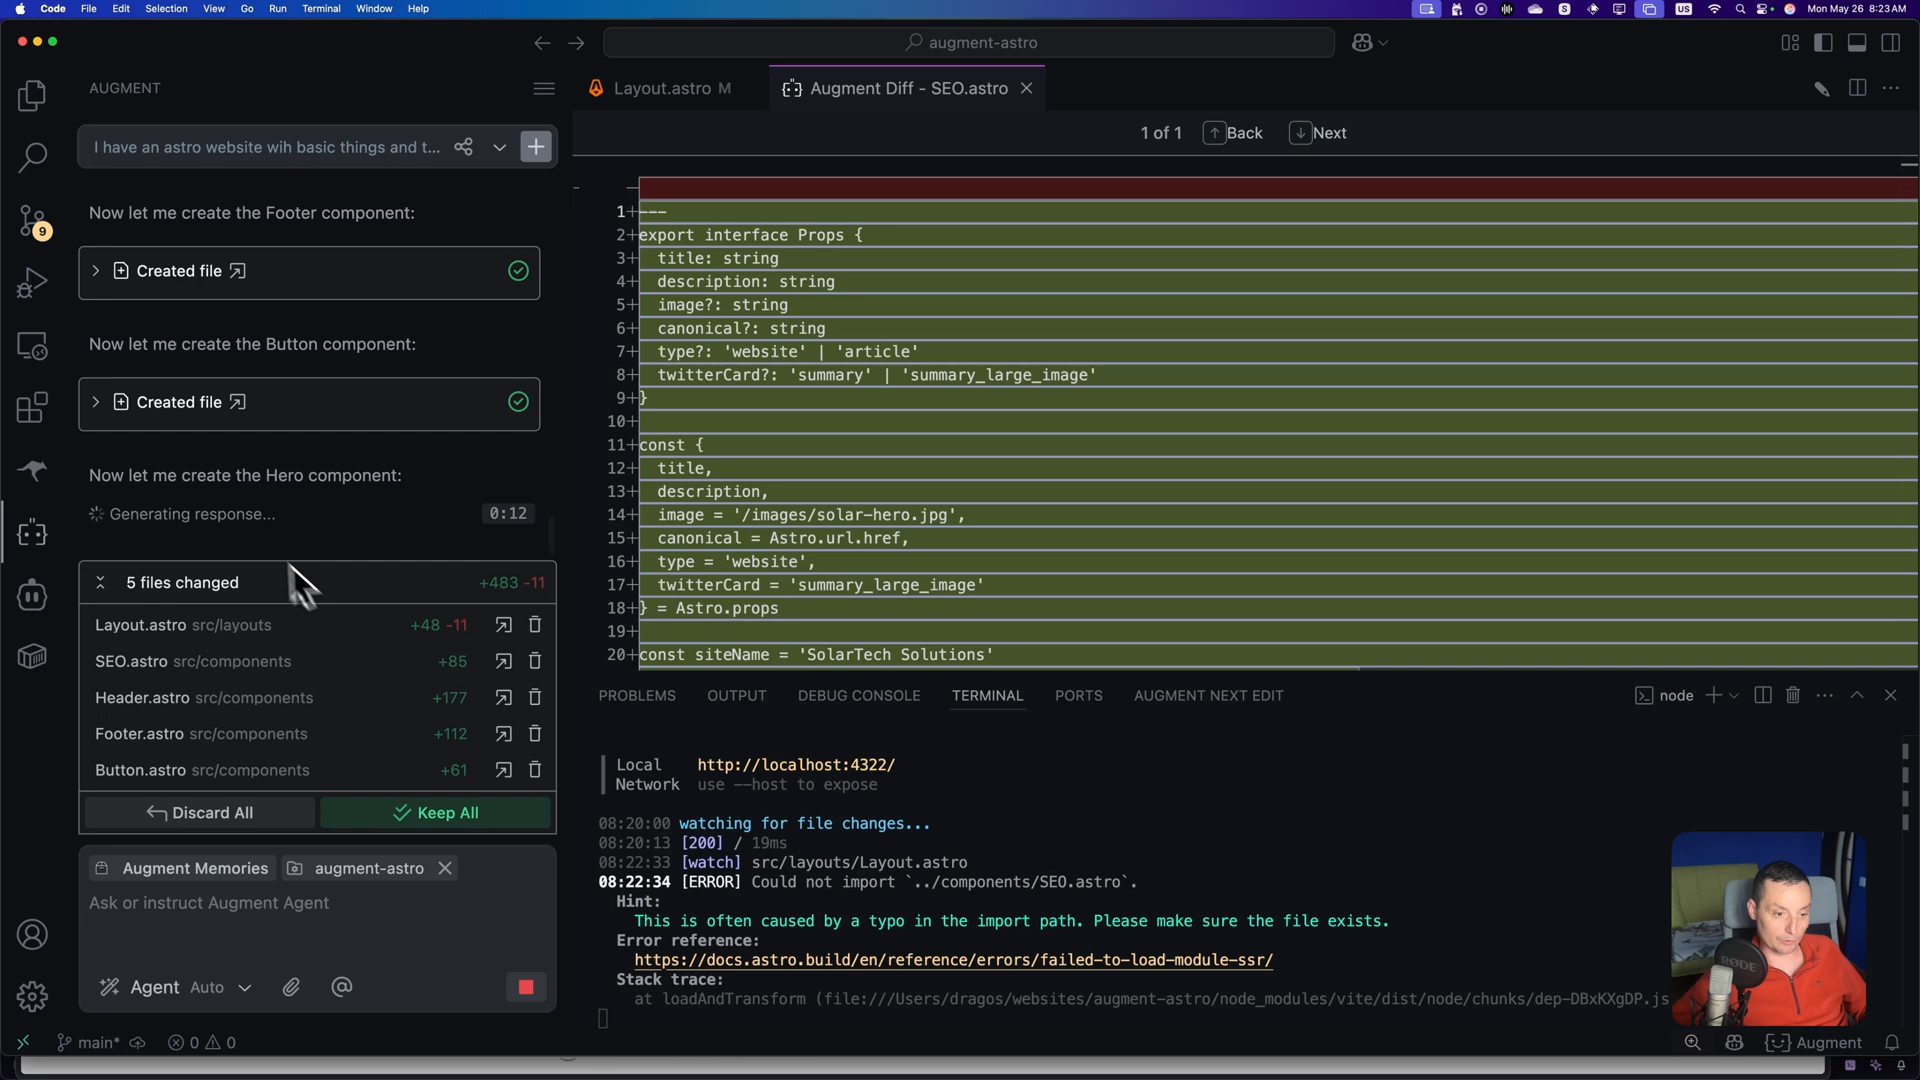 Code File Edit Selection View Go Run Terminal Window Help
US Mon May 26 8:23 AM
augment-astro
AUGMENT
I have an astro website wih basic things and t...
Now let me create the Footer component:
Created file
Now let me create the Button component:
Created file
Now let me create the Hero component:
Generating response... 0:12
5 files changed +483 -11
Layout.astro src/layouts +48 -11
SEO.astro src/components +85
Header.astro src/components +177
Footer.astro src/components +112
Button.astro src/components +61
Discard All Keep All
Augment Memories augment-astro
Ask or instruct Augment Agent
Agent Auto
9
Layout.astro M Augment Diff - SEO.astro
1 of 1 Back Next
1+ ---
2+ export interface Props {
3+ title: string
4+ description: string
5+ image?: string
6+ canonical?: string
7+ type?: 'website' | 'article'
8+ twitterCard?: 'summary' | 'summary_large_image'
9+ }
10+
11+ const {
12+ title,
13+ description,
14+ image = '/images/solar-hero.jpg',
15+ canonical = Astro.url.href,
16+ type = 'website',
17+ twitterCard = 'summary_large_image'
18+ } = Astro.props
19+
20+ const siteName = 'SolarTech Solutions'
PROBLEMS OUTPUT DEBUG CONSOLE TERMINAL PORTS AUGMENT NEXT EDIT node
Local http://localhost:4322/
Network use --host to expose
08:20:00 watching for file changes...
08:20:13 [200] / 19ms
08:22:33 [watch] src/layouts/Layout.astro
08:22:34 [ERROR] Could not import `../components/SEO.astro`.
Hint:
This is often caused by a typo in the import path. Please make sure the file exists.
Error reference:
https://docs.astro.build/en/reference/errors/failed-to-load-module-ssr/
Stack trace:
at loadAndTransform (file:///Users/dragos/websites/augment-astro/node_modules/vite/dist/node/chunks/dep-DBxKXgDP.js
RØDE
main* 0 0 Augment